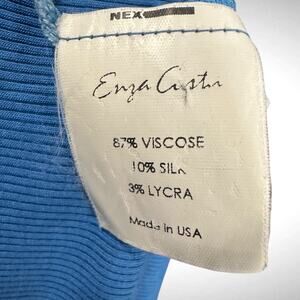 NEX
Enza Costa
87% VISCOSE
10% SILK
3% LYCRA
Made in USA